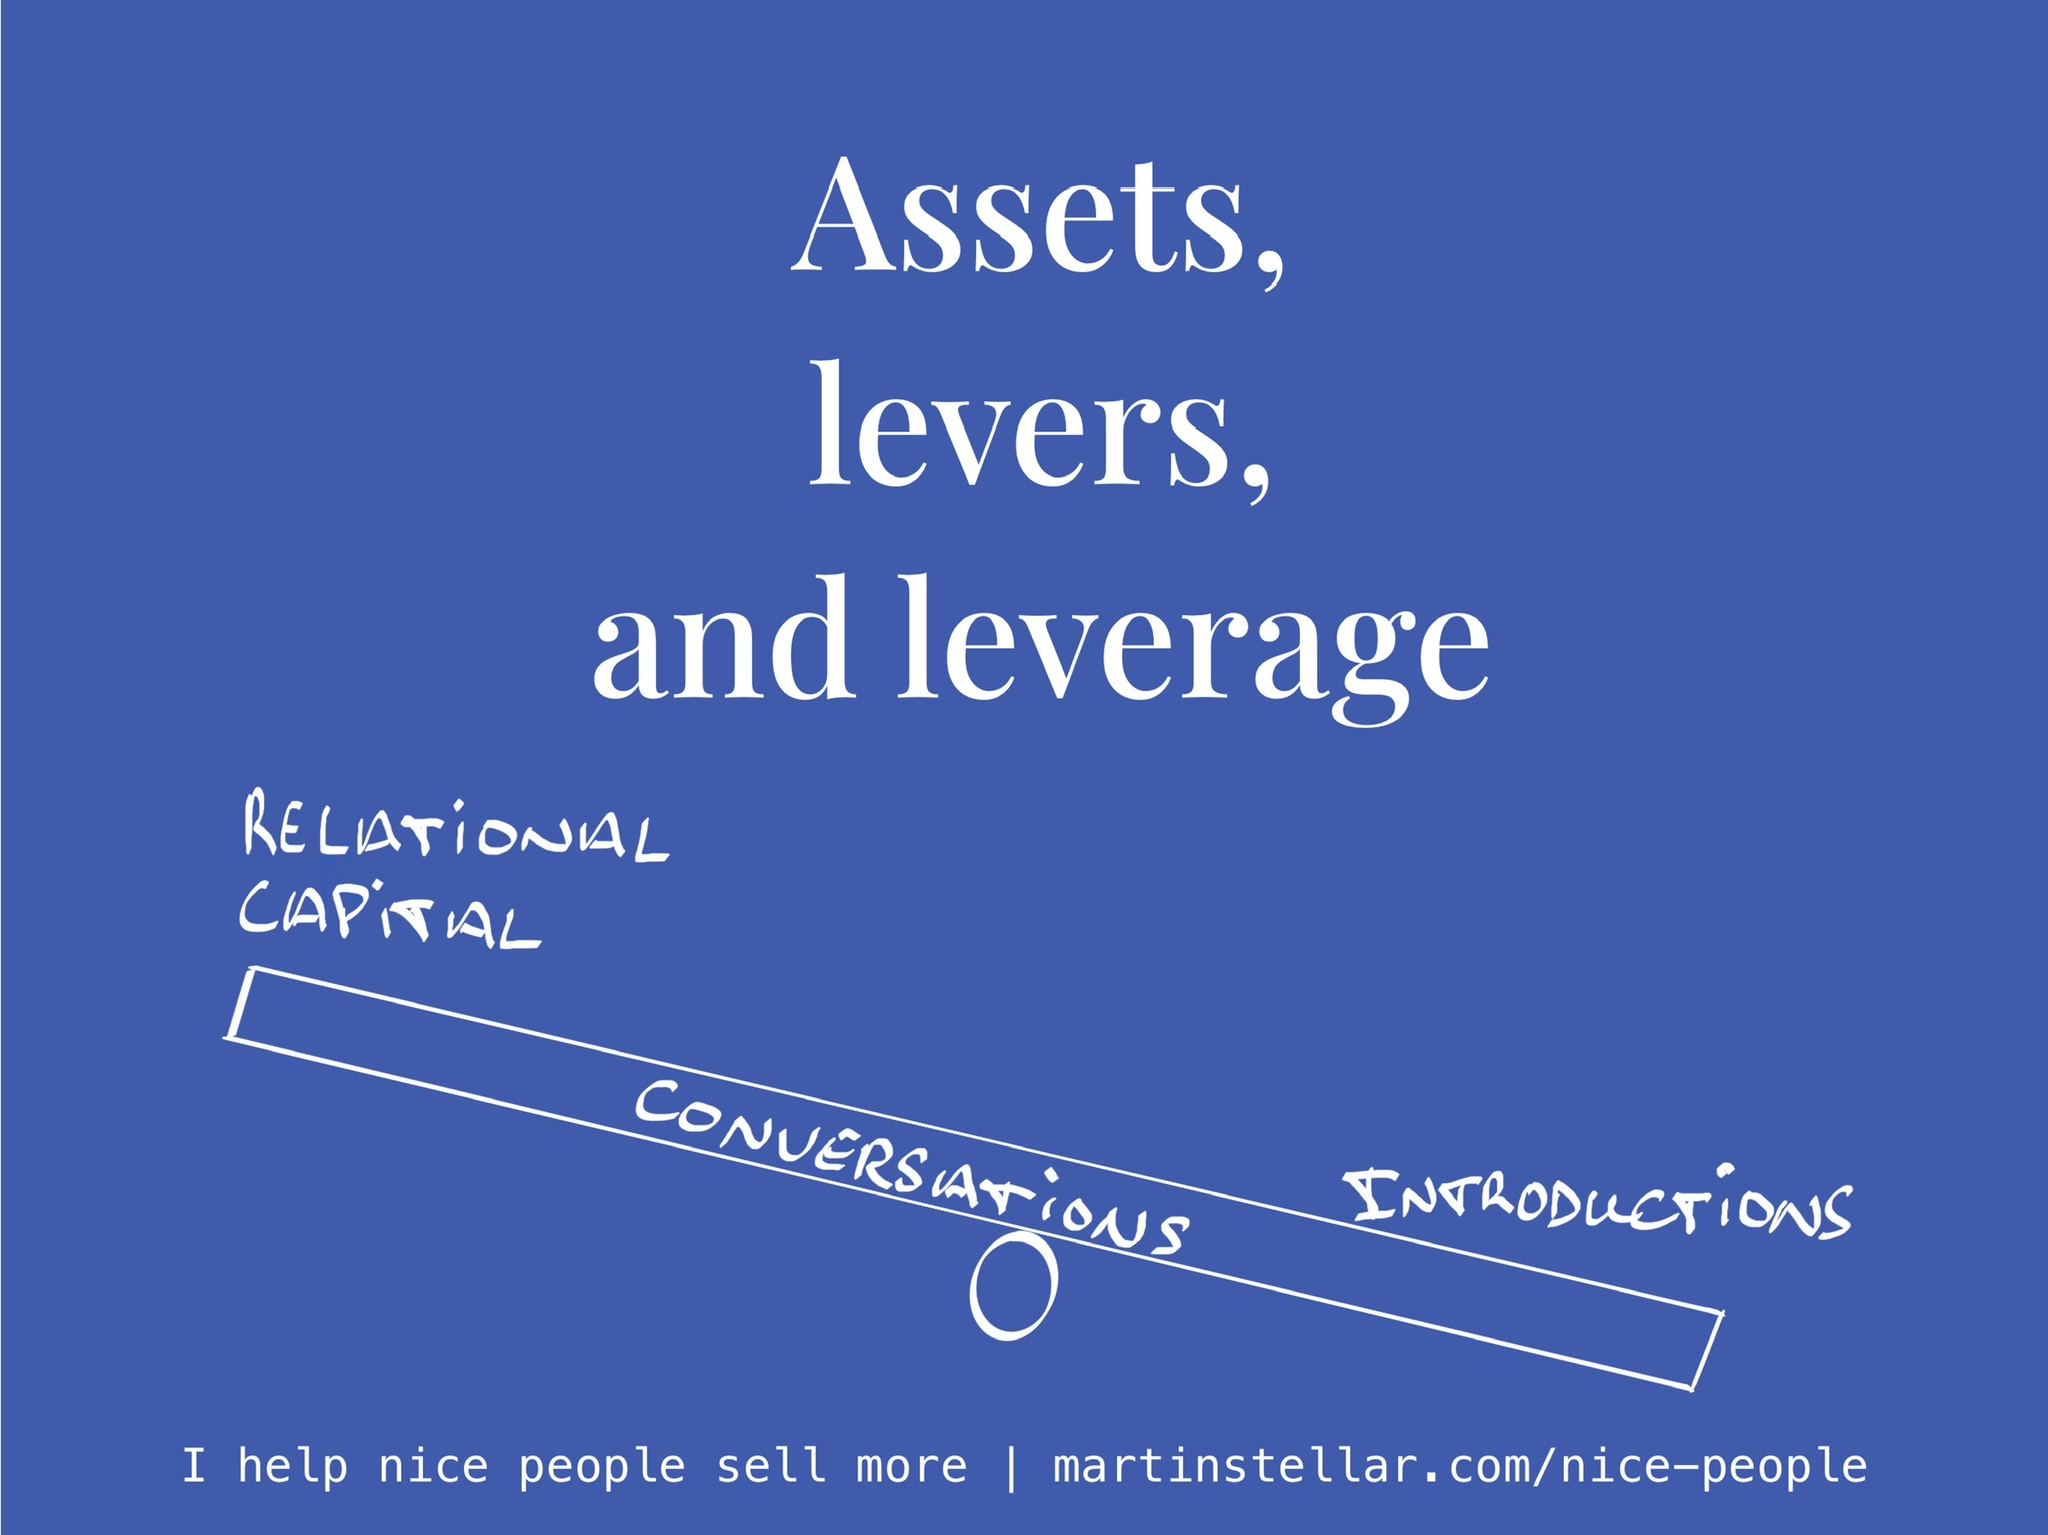 Assets,
levers,
and leverage
RELATiONAL
CAPiTAL
CONVERSATiONS
INTRODUCTiONS
I help nice people sell more | martinstellar.com/nice-people